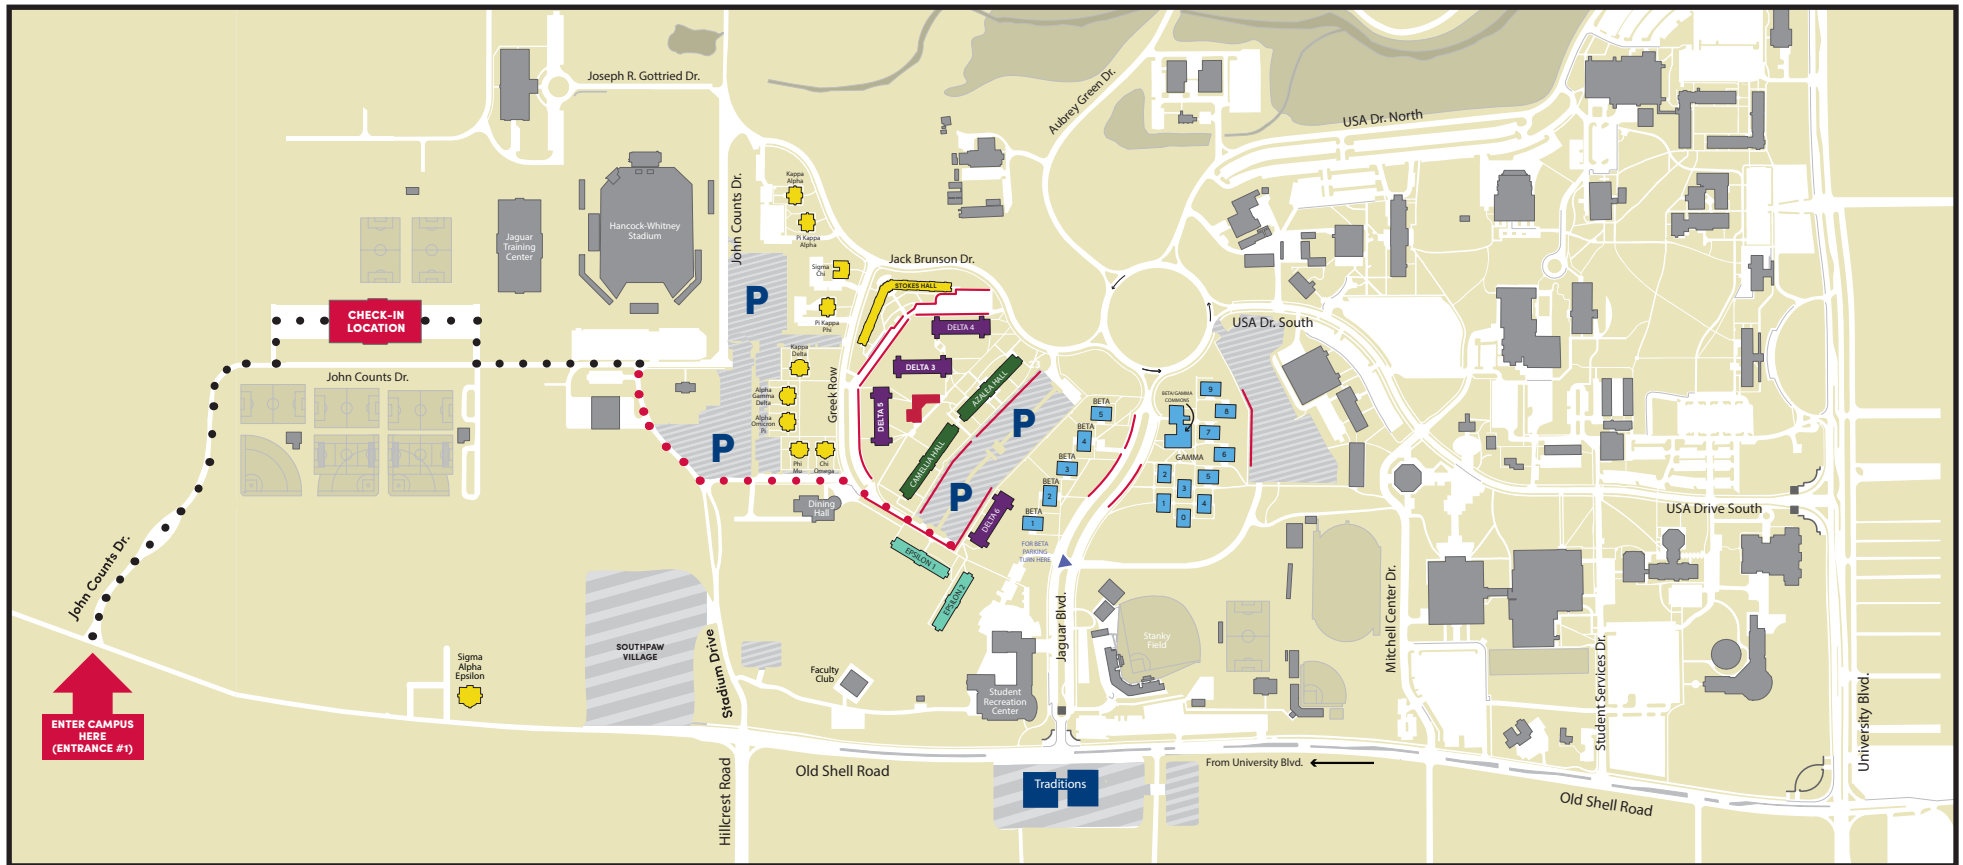 Joseph R. Gottried Dr.
Aubrey Green Dr.
USA Dr. North
Kappa
Alpha
John Counts Dr.
Hancock-Whitney
Stadium
Jaguar
Training
Center
Pi Kappa
Alpha
Jack Brunson Dr.
Sigma
Chi
STOKES HALL
P
CHECK-IN
LOCATION
Pi Kappa
Phi
DELTA 4
USA Dr. South
Kappa
Delta
DELTA 3
AZALEA HALL
John Counts Dr.
Alpha
Gamma
Delta
Greek Row
DELTA 5
Alpha
Omicron
Pi
P
P
CAMELLIA HALL
BETA
5
BETA
4
BETA
3
BETA
2
BETA
1
BETA/GAMMA
COMMONS
9
8
7
6
GAMMA
5
2
3
1
4
0
Phi
Mu
Chi
Omega
P
Dining
Hall
DELTA 6
USA Drive South
EPSILON 1
EPSILON 2
FOR BETA
PARKING
TURN HERE
John Counts Dr.
Jaguar Blvd.
Mitchell Center Dr.
Stanky
Field
SOUTHPAW
VILLAGE
Stadium Drive
Sigma
Alpha
Epsilon
Faculty
Club
Student
Recreation
Center
Student Services Dr.
University Blvd.
ENTER CAMPUS
HERE
(ENTRANCE #1)
Old Shell Road
Hillcrest Road
Traditions
From University Blvd.
Old Shell Road